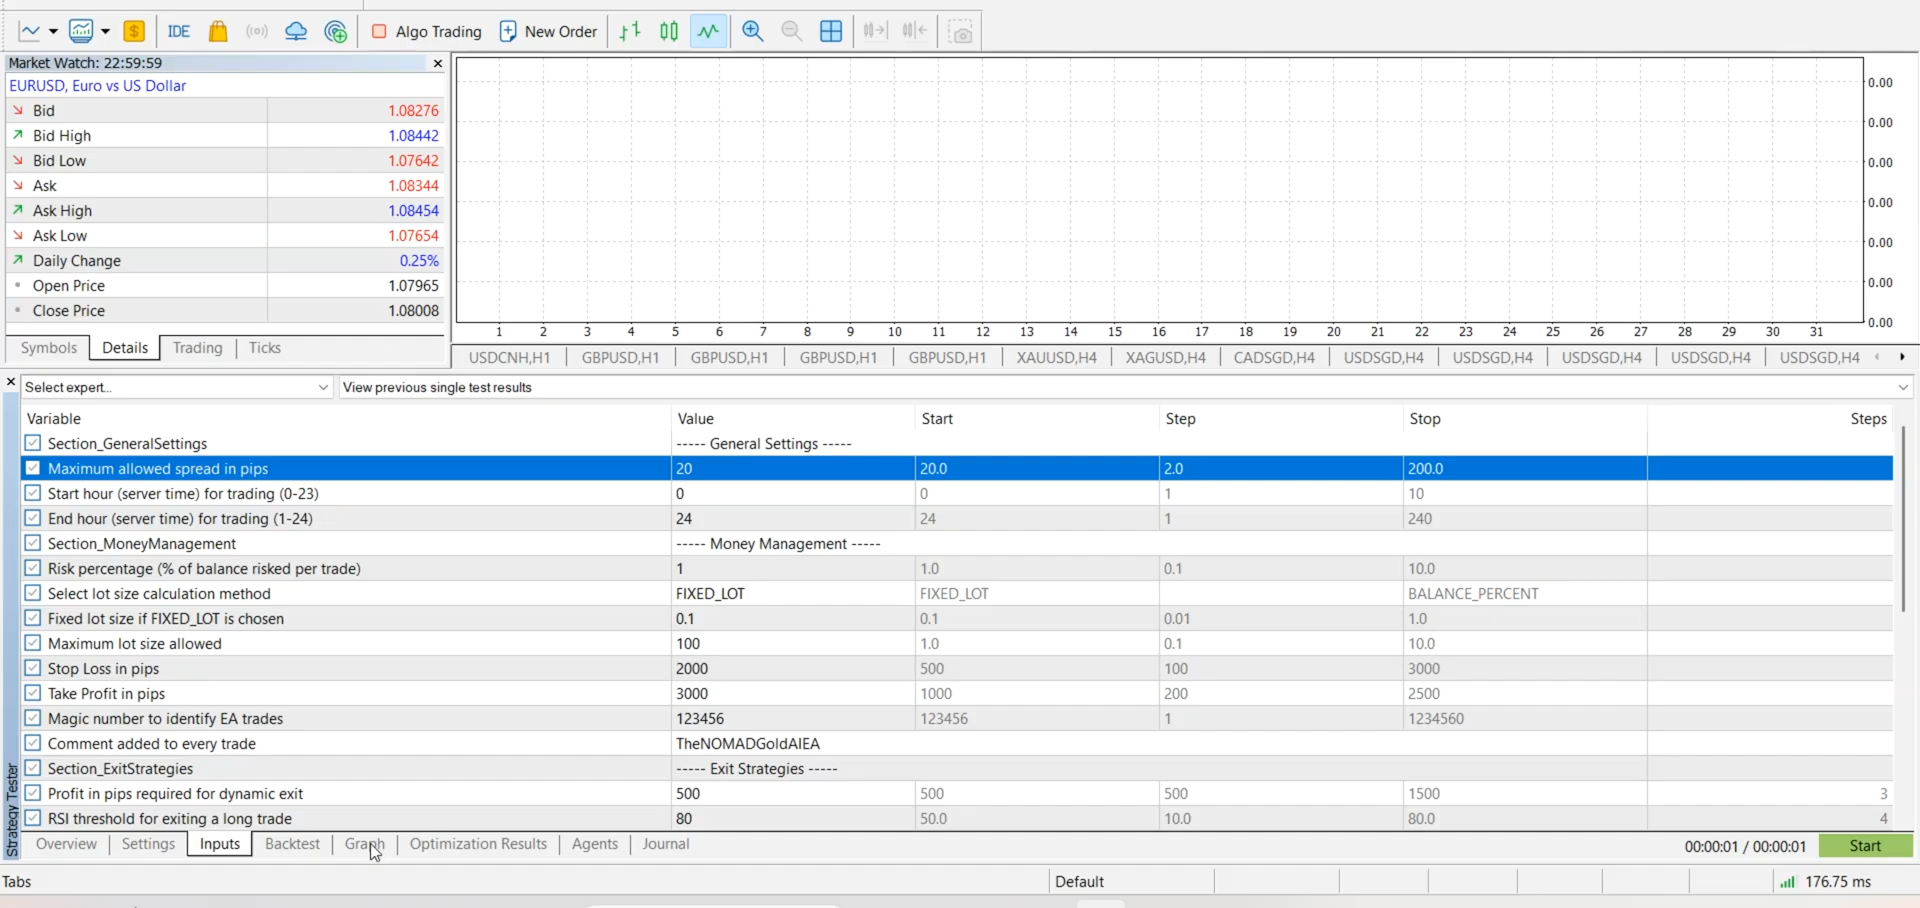 IDE Algo Trading New Order
Market Watch: 22:59:59
EURUSD, Euro vs US Dollar
Bid 1.08276
Bid High 1.08442
Bid Low 1.07642
Ask 1.08344
Ask High 1.08454
Ask Low 1.07654
Daily Change 0.25%
Open Price 1.07965
Close Price 1.08008
Symbols Details Trading Ticks
0.00
0.00
0.00
0.00
0.00
0.00
0.00
1 2 3 4 5 6 7 8 9 10 11 12 13 14 15 16 17 18 19 20 21 22 23 24 25 26 27 28 29 30 31
USDCNH,H1 GBPUSD,H1 GBPUSD,H1 GBPUSD,H1 GBPUSD,H1 XAUUSD,H4 XAGUSD,H4 CADSGD,H4 USDSGD,H4 USDSGD,H4 USDSGD,H4 USDSGD,H4 USDSGD,H4
Select expert... View previous single test results
Variable Value Start Step Stop Steps
Section_GeneralSettings ----- General Settings -----
Maximum allowed spread in pips 20 20.0 2.0 200.0
Start hour (server time) for trading (0-23) 0 0 1 10
End hour (server time) for trading (1-24) 24 24 1 240
Section_MoneyManagement ----- Money Management -----
Risk percentage (% of balance risked per trade) 1 1.0 0.1 10.0
Select lot size calculation method FIXED_LOT FIXED_LOT BALANCE_PERCENT
Fixed lot size if FIXED_LOT is chosen 0.1 0.1 0.01 1.0
Maximum lot size allowed 100 1.0 0.1 10.0
Stop Loss in pips 2000 500 100 3000
Take Profit in pips 3000 1000 200 2500
Magic number to identify EA trades 123456 123456 1 1234560
Comment added to every trade TheNOMADGoldAIEA
Section_ExitStrategies ----- Exit Strategies -----
Profit in pips required for dynamic exit 500 500 500 1500 3
RSI threshold for exiting a long trade 80 50.0 10.0 80.0 4
Strategy Tester
Overview Settings Inputs Backtest Graph Optimization Results Agents Journal 00:00:01 / 00:00:01 Start
Tabs Default 176.75 ms